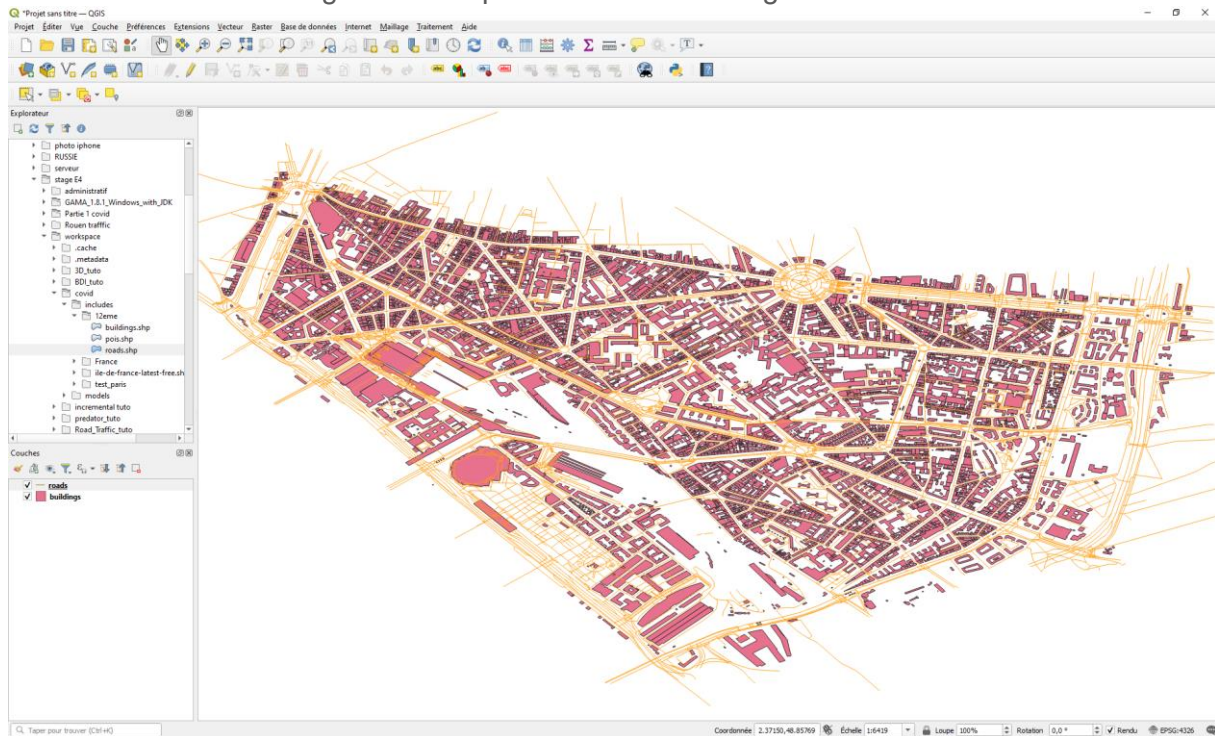 *Projet sans titre — QGIS
Projet Éditer Vue Couche Préférences Extensions Vecteur Raster Base de données Internet Maillage Traitement Aide
Explorateur
photo iphone
RUSSIE
serveur
stage E4
administratif
GAMA_1.8.1_Windows_with_JDK
Partie 1 covid
Rouen trafffic
workspace
.cache
.metadata
3D_tuto
BDI_tuto
covid
includes
12eme
buildings.shp
pois.shp
roads.shp
France
ile-de-france-latest-free.sh
test_paris
models
incremental tuto
predator_tuto
Road_Traffic_tuto
Couches
roads
buildings
Taper pour trouver (Ctrl+K)
Coordonnée 2.37150,48.85769 Échelle 1:6419 Loupe 100% Rotation 0,0 ° Rendu EPSG:4326